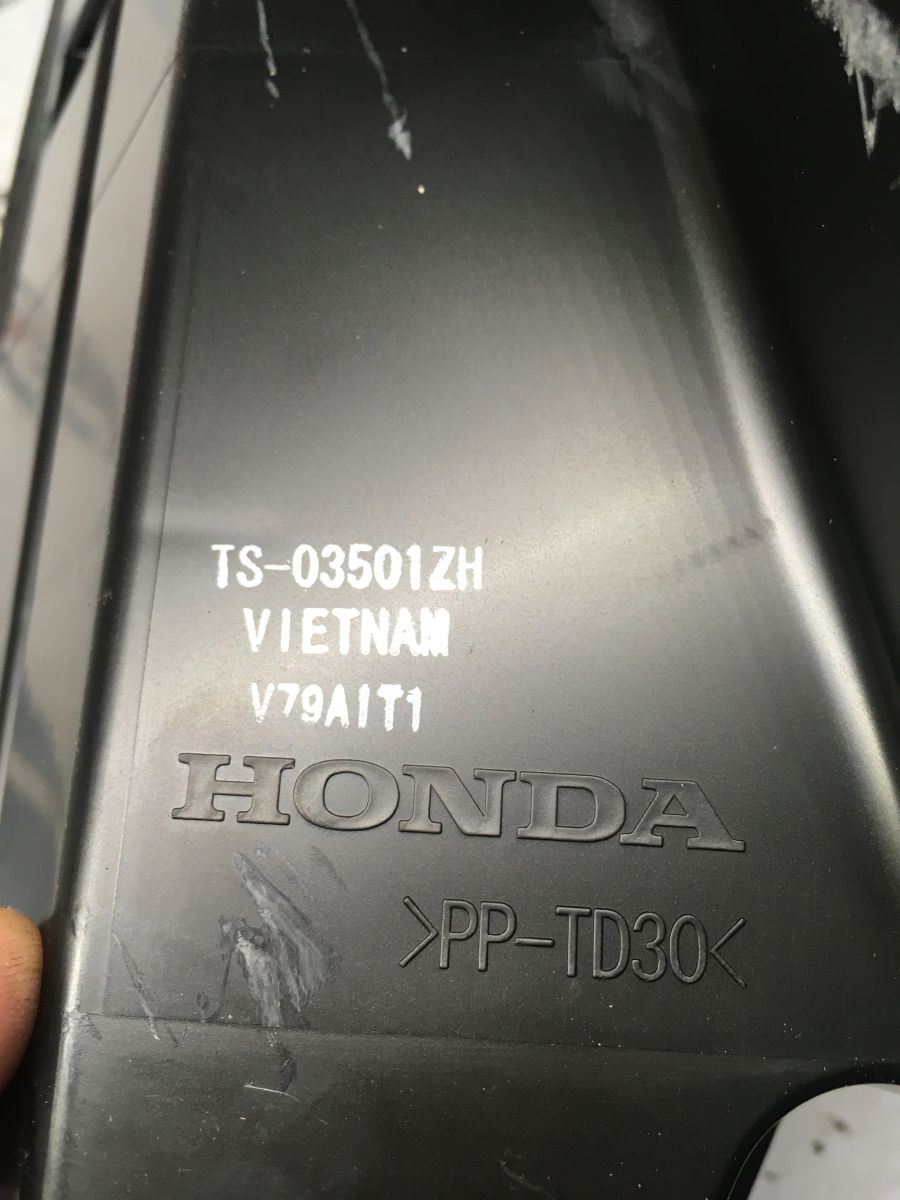 TS-03501ZH
VIETNAM
V79AIT1
HONDA
>PP-TD30<